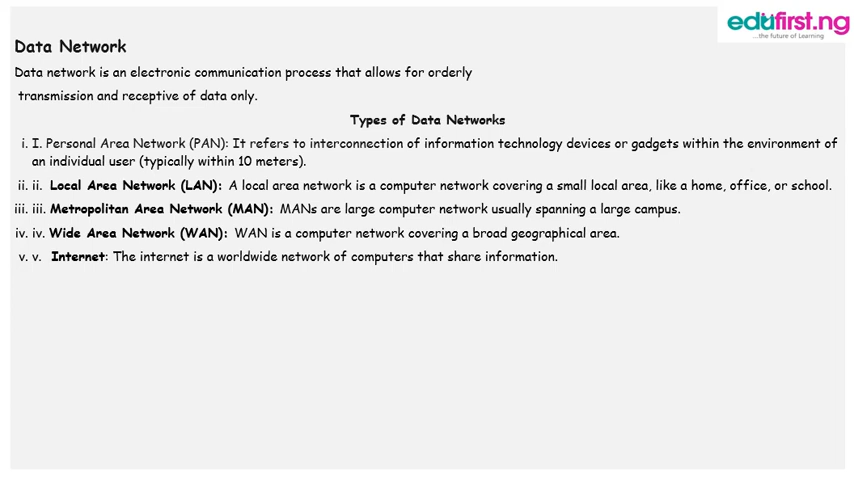 edufirst.ng
...the future of Learning
Data Network
Data network is an electronic communication process that allows for orderly
transmission and receptive of data only.
Types of Data Networks
i. I. Personal Area Network (PAN): It refers to interconnection of information technology devices or gadgets within the environment of
an individual user (typically within 10 meters).
ii. ii. Local Area Network (LAN): A local area network is a computer network covering a small local area, like a home, office, or school.
iii. iii. Metropolitan Area Network (MAN): MANs are large computer network usually spanning a large campus.
iv. iv. Wide Area Network (WAN): WAN is a computer network covering a broad geographical area.
v. v. Internet: The internet is a worldwide network of computers that share information.